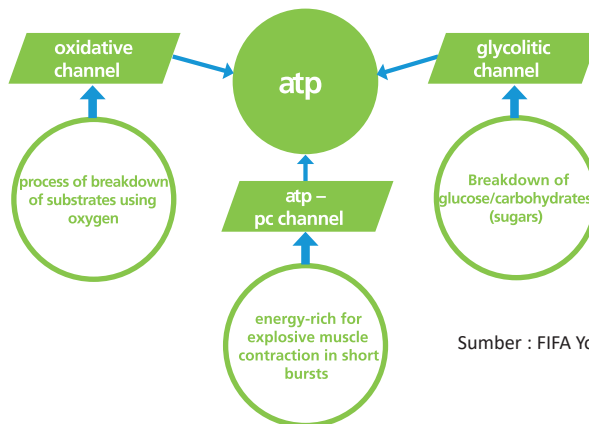 oxidative
channel
atp
glycolitic
channel
process of breakdown
of substrates using
oxygen
atp –
pc channel
Breakdown of
glucose/carbohydrates
(sugars)
energy-rich for
explosive muscle
contraction in short
bursts
Sumber : FIFA